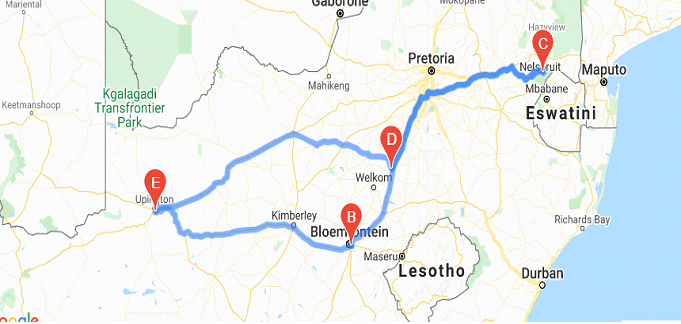 Mariental
Gaborone
Mokopane
Hazyview
C
Pretoria
Nelspruit
Maputo
Mahikeng
Mbabane
Kgalagadi
Transfrontier
Park
Keetmanshoop
Eswatini
D
Welkom
E
Upington
B
Kimberley
Richards Bay
Bloemfontein
Maseru
Lesotho
Durban
ogle